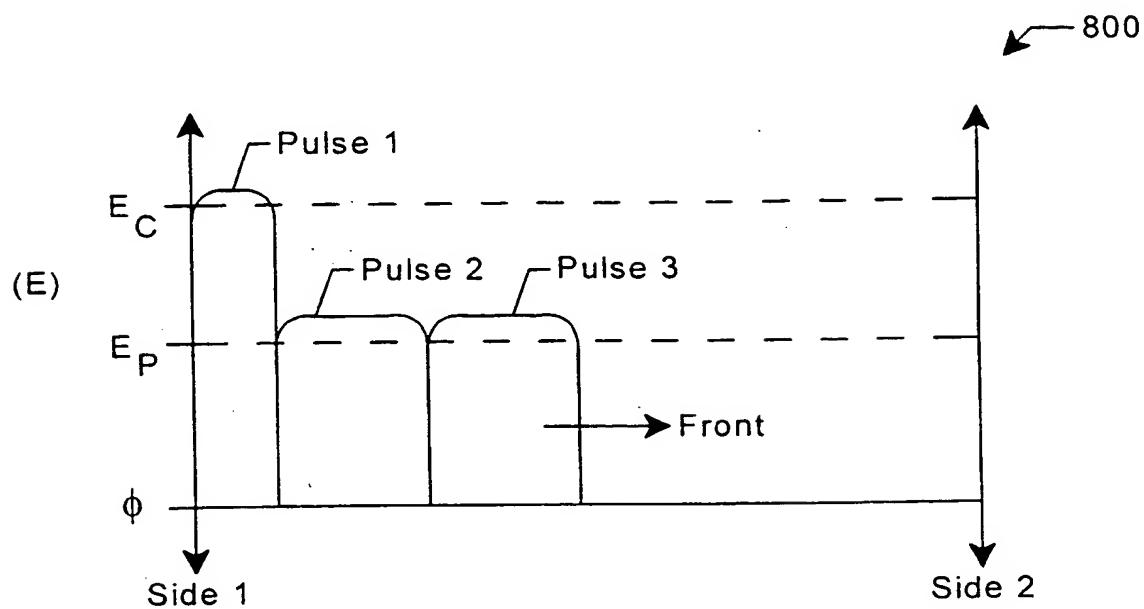 800
Pulse 1
E_C
Pulse 2
Pulse 3
(E)
E_P
Front
ϕ
Side 1
Side 2